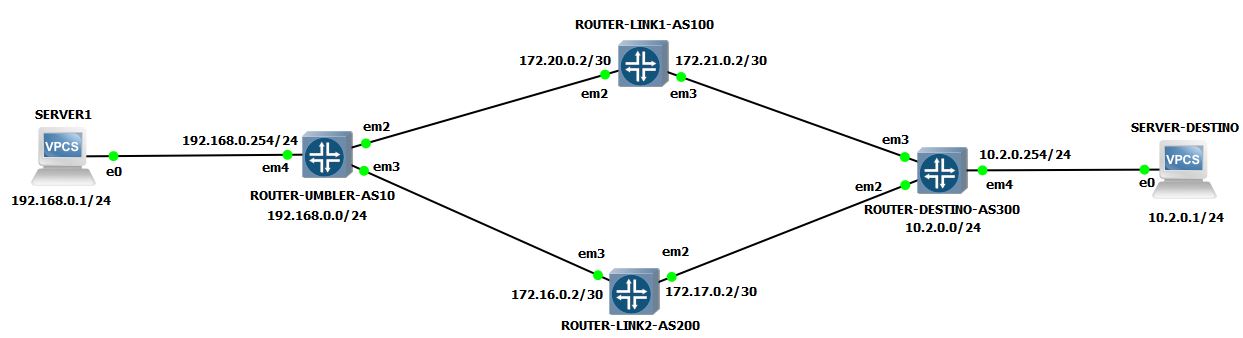 ROUTER-LINK1-AS100
172.20.0.2/30
172.21.0.2/30
em2
em3
SERVER1
VPCS
e0
192.168.0.1/24
192.168.0.254/24
em4
em2
em3
ROUTER-UMBLER-AS10
192.168.0.0/24
em3
em2
10.2.0.254/24
em4
ROUTER-DESTINO-AS300
10.2.0.0/24
SERVER-DESTINO
VPCS
e0
10.2.0.1/24
em3
em2
172.16.0.2/30
172.17.0.2/30
ROUTER-LINK2-AS200